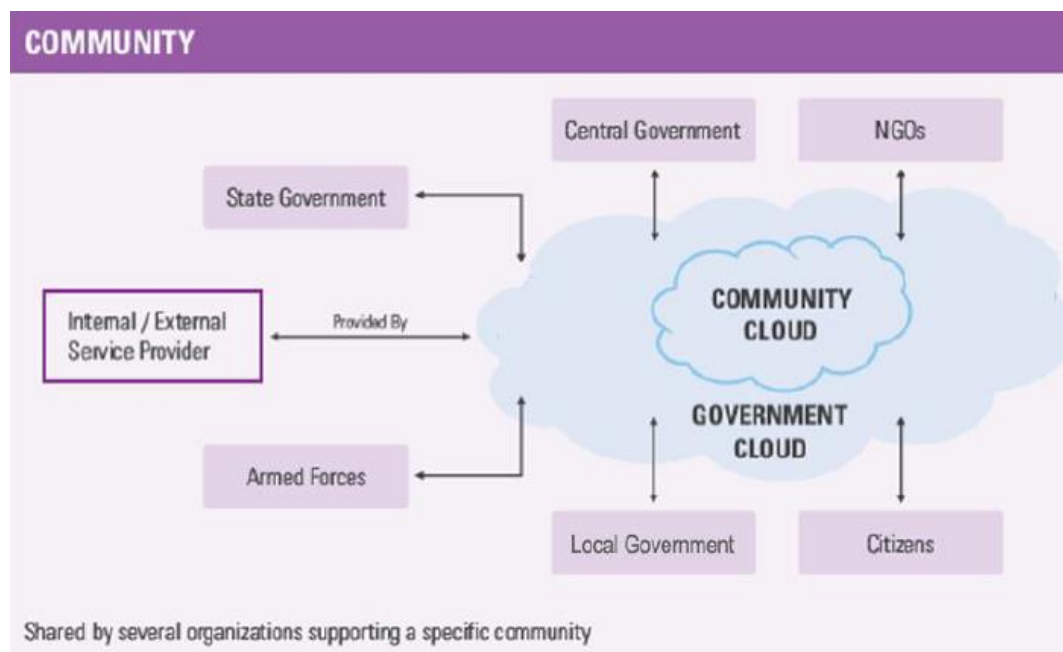 COMMUNITY
Central Government
NGOs
State Government
COMMUNITY
CLOUD
Internal / External
Service Provider
Provided By
GOVERNMENT
CLOUD
Armed Forces
Local Government
Citizens
Shared by several organizations supporting a specific community